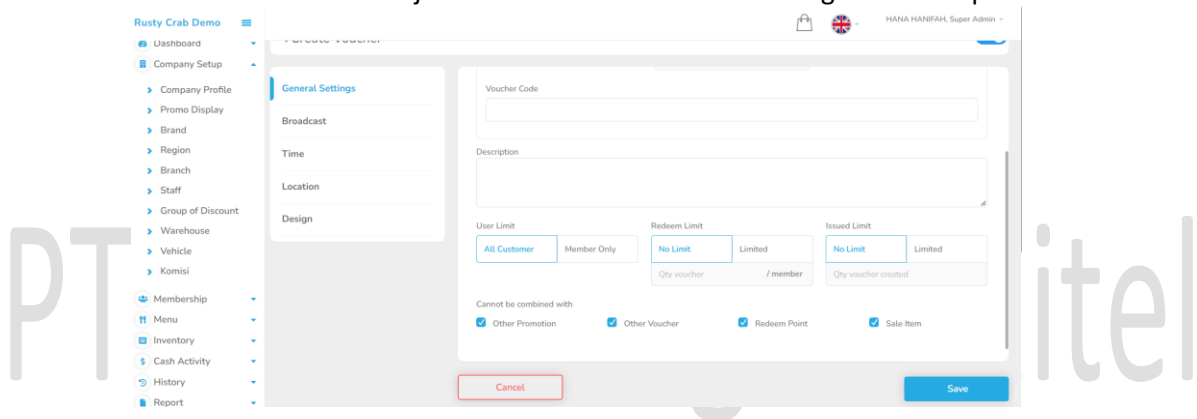 Rusty Crab Demo
HANA HANIFAH, Super Admin
Dashboard
Create Voucher
Company Setup
Company Profile
Promo Display
Brand
Region
Branch
Staff
Group of Discount
Warehouse
Vehicle
Komisi
Membership
Menu
Inventory
Cash Activity
History
Report
General Settings
Broadcast
Time
Location
Design
Voucher Code
Description
User Limit
Redeem Limit
Issued Limit
All Customer Member Only No Limit Limited No Limit Limited
Qty voucher / member Qty voucher created
Cannot be combined with
Other Promotion Other Voucher Redeem Point Sale Item
Cancel
Save
PT
itel